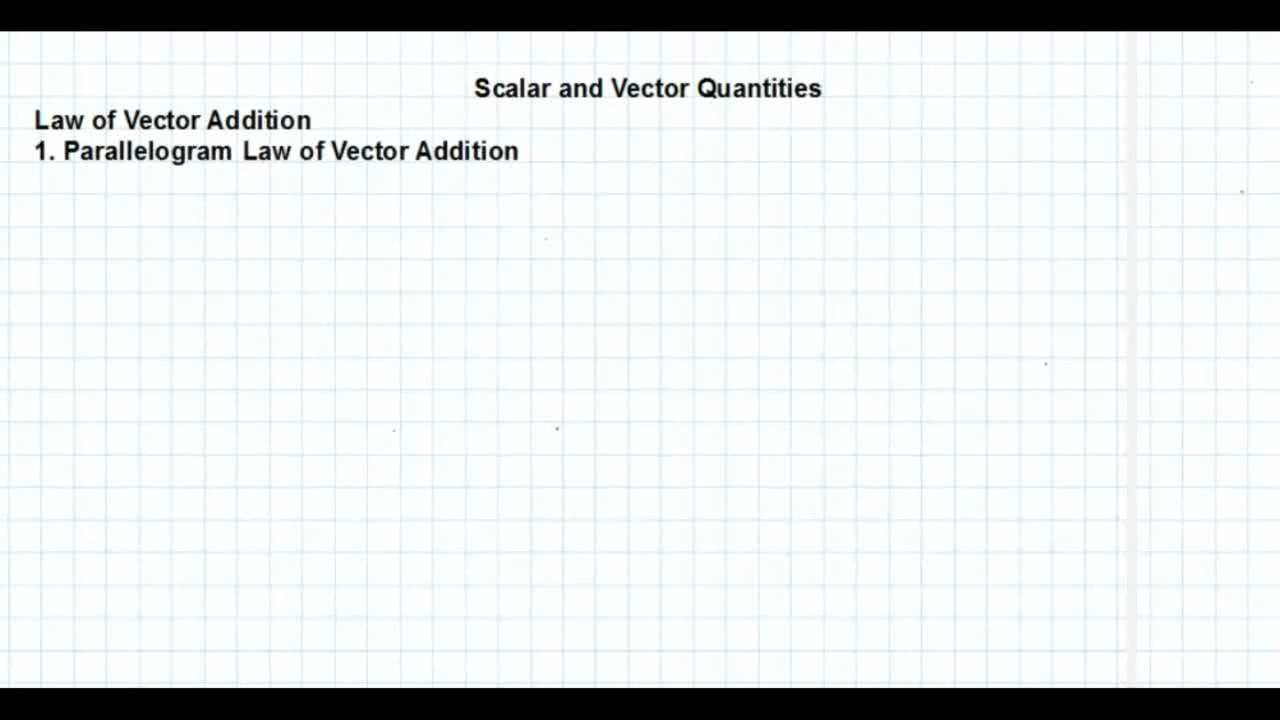 Scalar and Vector Quantities
Law of Vector Addition
1. Parallelogram Law of Vector Addition